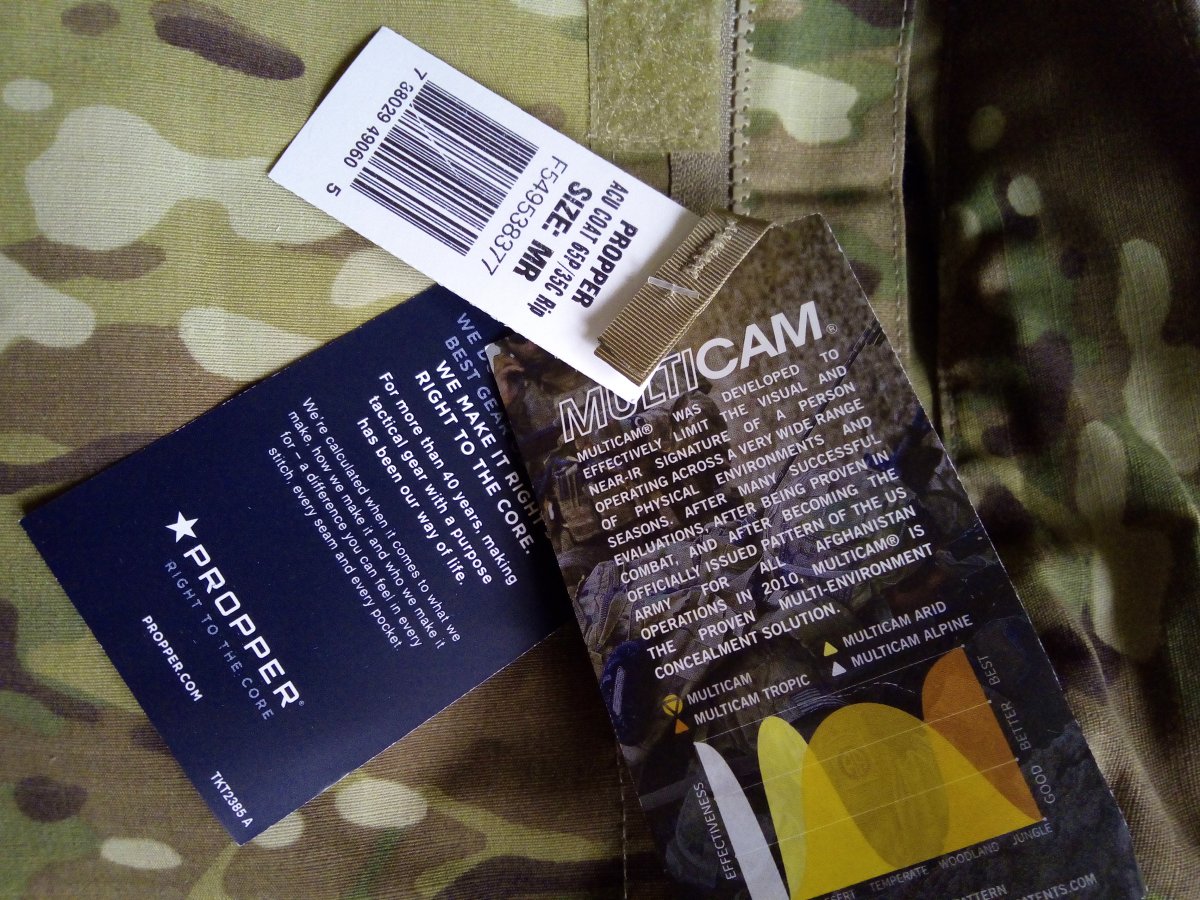 7 38029 49060 5
F549538377
SIZE: MR
ACU COAT 65P/35C Rip
PROPPER
WE
BEST GEAR
WE MAKE IT RIGHT
RIGHT TO THE CORE.
For more than 40 years, making
tactical gear with a purpose
has been our way of life.
We're calculated when it comes to what we
make, how we make it and who we make it
for – a difference you can feel in every
stitch, every seam and every pocket.
PROPPER®
RIGHT TO THE CORE
PROPPER.COM
TKT2385 A
MULTICAM®
MULTICAM® WAS DEVELOPED TO
EFFECTIVELY LIMIT THE VISUAL AND
NEAR-IR SIGNATURE OF A PERSON
OPERATING ACROSS A VERY WIDE RANGE
OF PHYSICAL ENVIRONMENTS AND
SEASONS. AFTER MANY SUCCESSFUL
EVALUATIONS, AFTER BEING PROVEN IN
COMBAT, AND AFTER BECOMING THE
OFFICIALLY ISSUED PATTERN OF THE US
ARMY FOR ALL AFGHANISTAN
OPERATIONS IN 2010, MULTICAM® IS
THE PROVEN MULTI-ENVIRONMENT
CONCEALMENT SOLUTION.
MULTICAM ARID
MULTICAM ALPINE
MULTICAM
MULTICAM TROPIC
EFFECTIVENESS
GOOD BETTER BEST
TEMPERATE WOODLAND JUNGLE
PATTERN